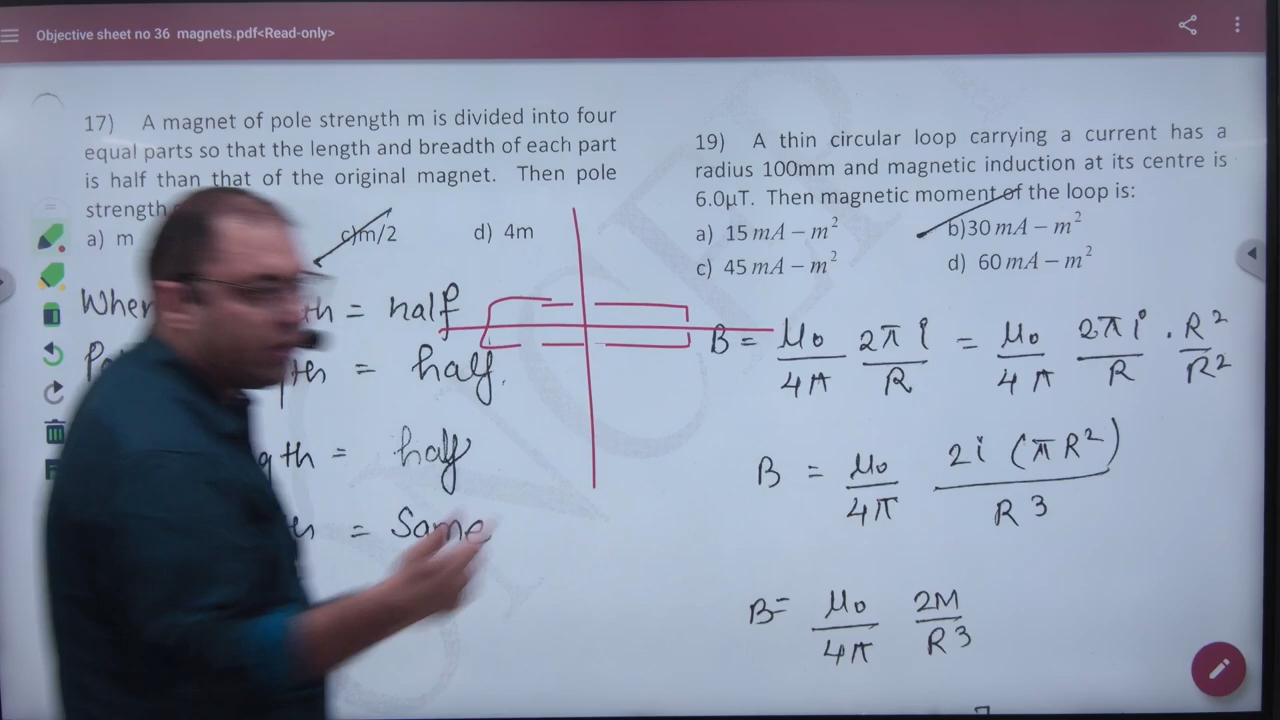 Objective sheet no 36 magnets.pdf<Read-only>
17) A magnet of pole strength m is divided into four
equal parts so that the length and breadth of each part
is half than that of the original magnet. Then pole
strength
a) m
c)m/2
d) 4m
When
th = half
gth = half.
gth = half
= Same
19) A thin circular loop carrying a current has a
radius 100mm and magnetic induction at its centre is
6.0μT. Then magnetic moment of the loop is:
a) 15 mA – m²
b)30 mA – m²
c) 45 mA – m²
d) 60 mA – m²
B = μ₀/4π 2πi/R = μ₀/4π 2πi/R . R²/R²
B = μ₀/4π 2i (πR²)/R3
B= μ₀/4π 2M/R3